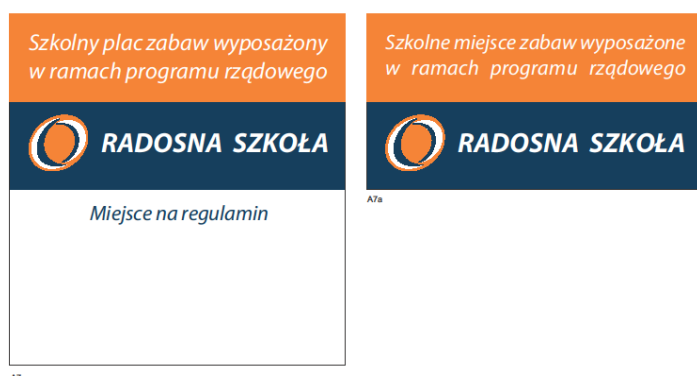 Szkolny plac zabaw wyposażony
w ramach programu rządowego
RADOSNA SZKOŁA
Miejsce na regulamin
Szkolne miejsce zabaw wyposażone
w ramach programu rządowego
RADOSNA SZKOŁA
A7a